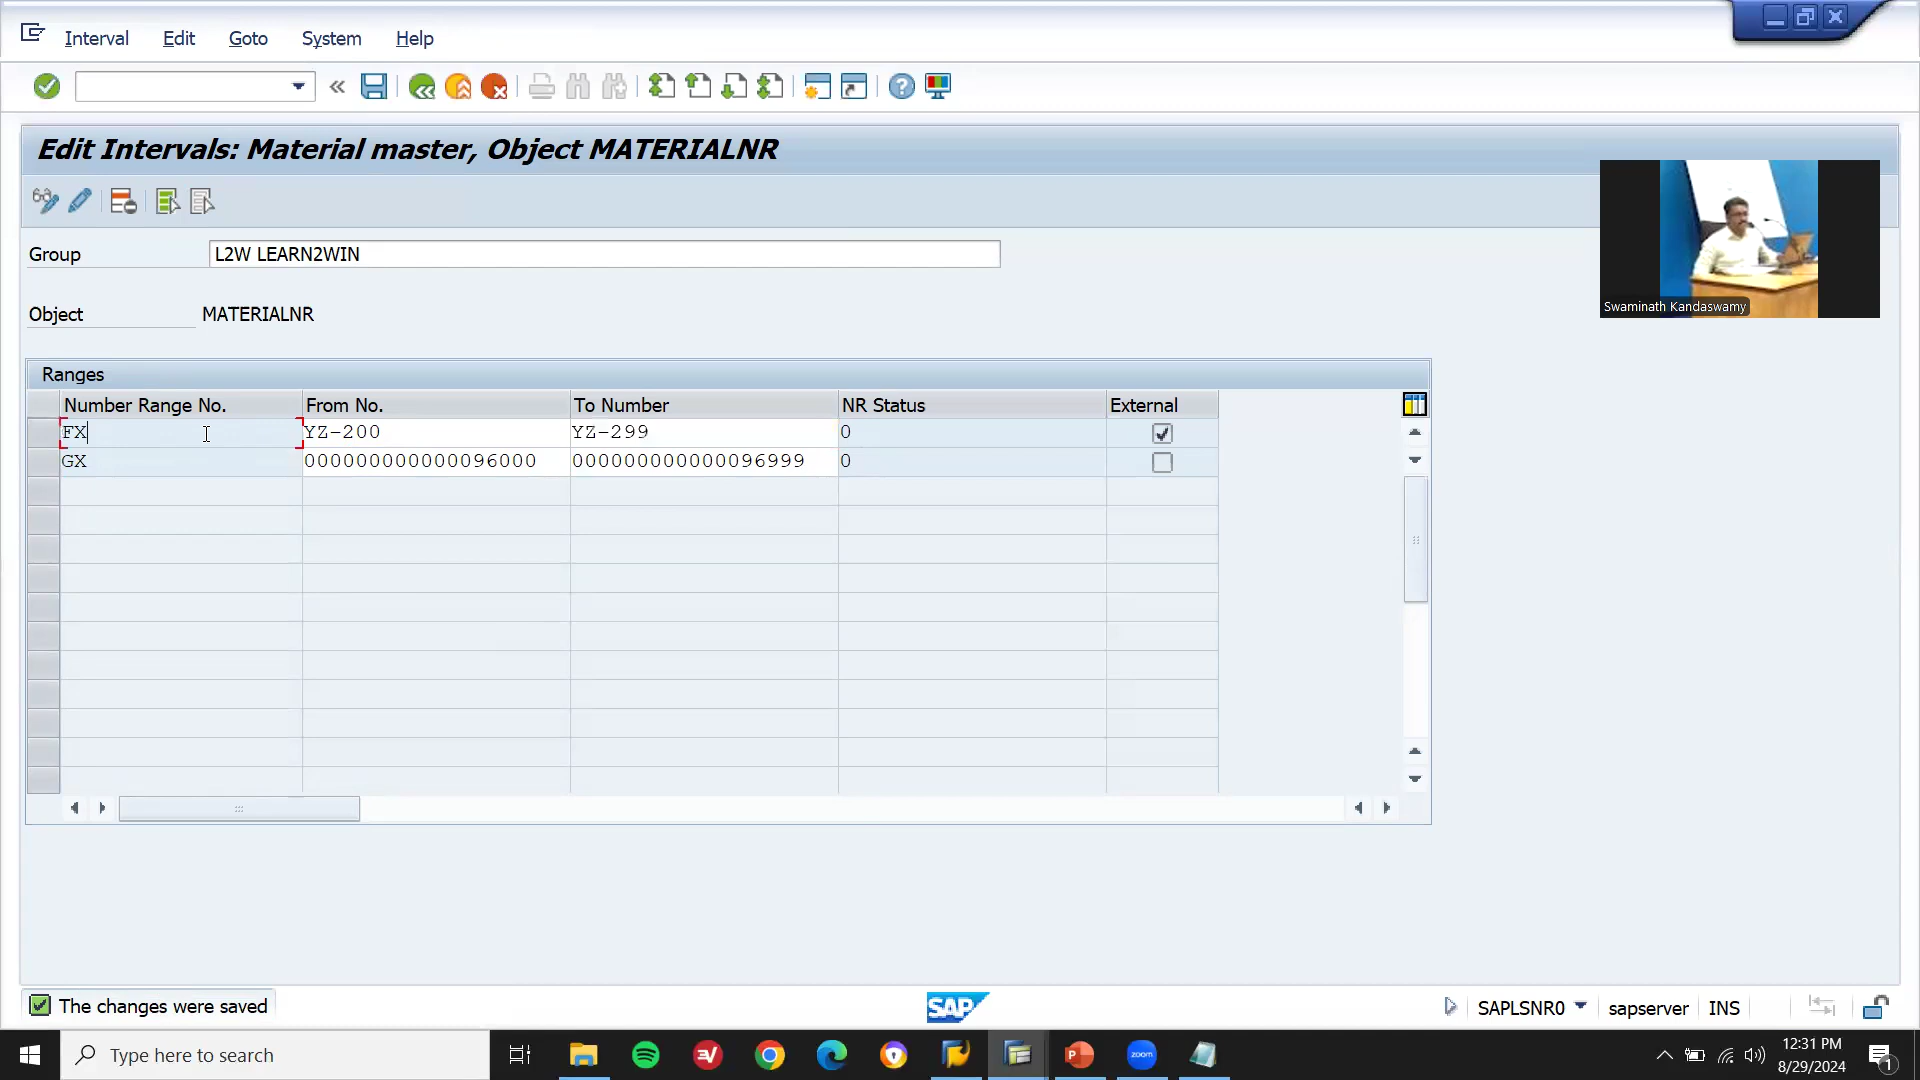 Interval Edit Goto System Help
Edit Intervals: Material master, Object MATERIALNR
Group L2W LEARN2WIN
Object MATERIALNR
Swaminath Kandaswamy
Ranges
Number Range No. From No. To Number NR Status External
FX YZ-200 YZ-299 0
GX 000000000000096000 000000000000096999 0
The changes were saved
SAP
SAPLSNR0 sapserver INS
Type here to search
P
zoom
12:31 PM
8/29/2024
1